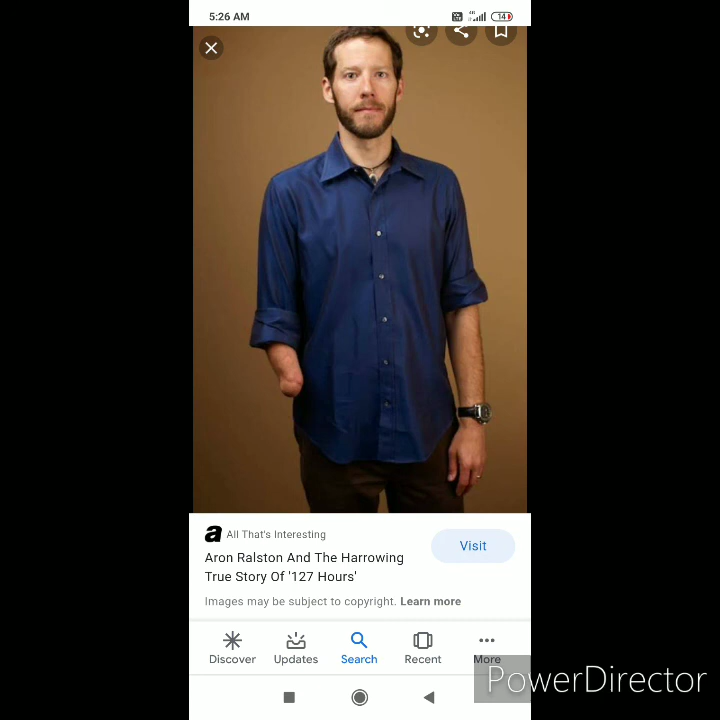 5:26 AM
14
a All That's Interesting
Visit
Aron Ralston And The Harrowing
True Story Of '127 Hours'
Images may be subject to copyright. Learn more
Discover Updates Search Recent More
PowerDirector